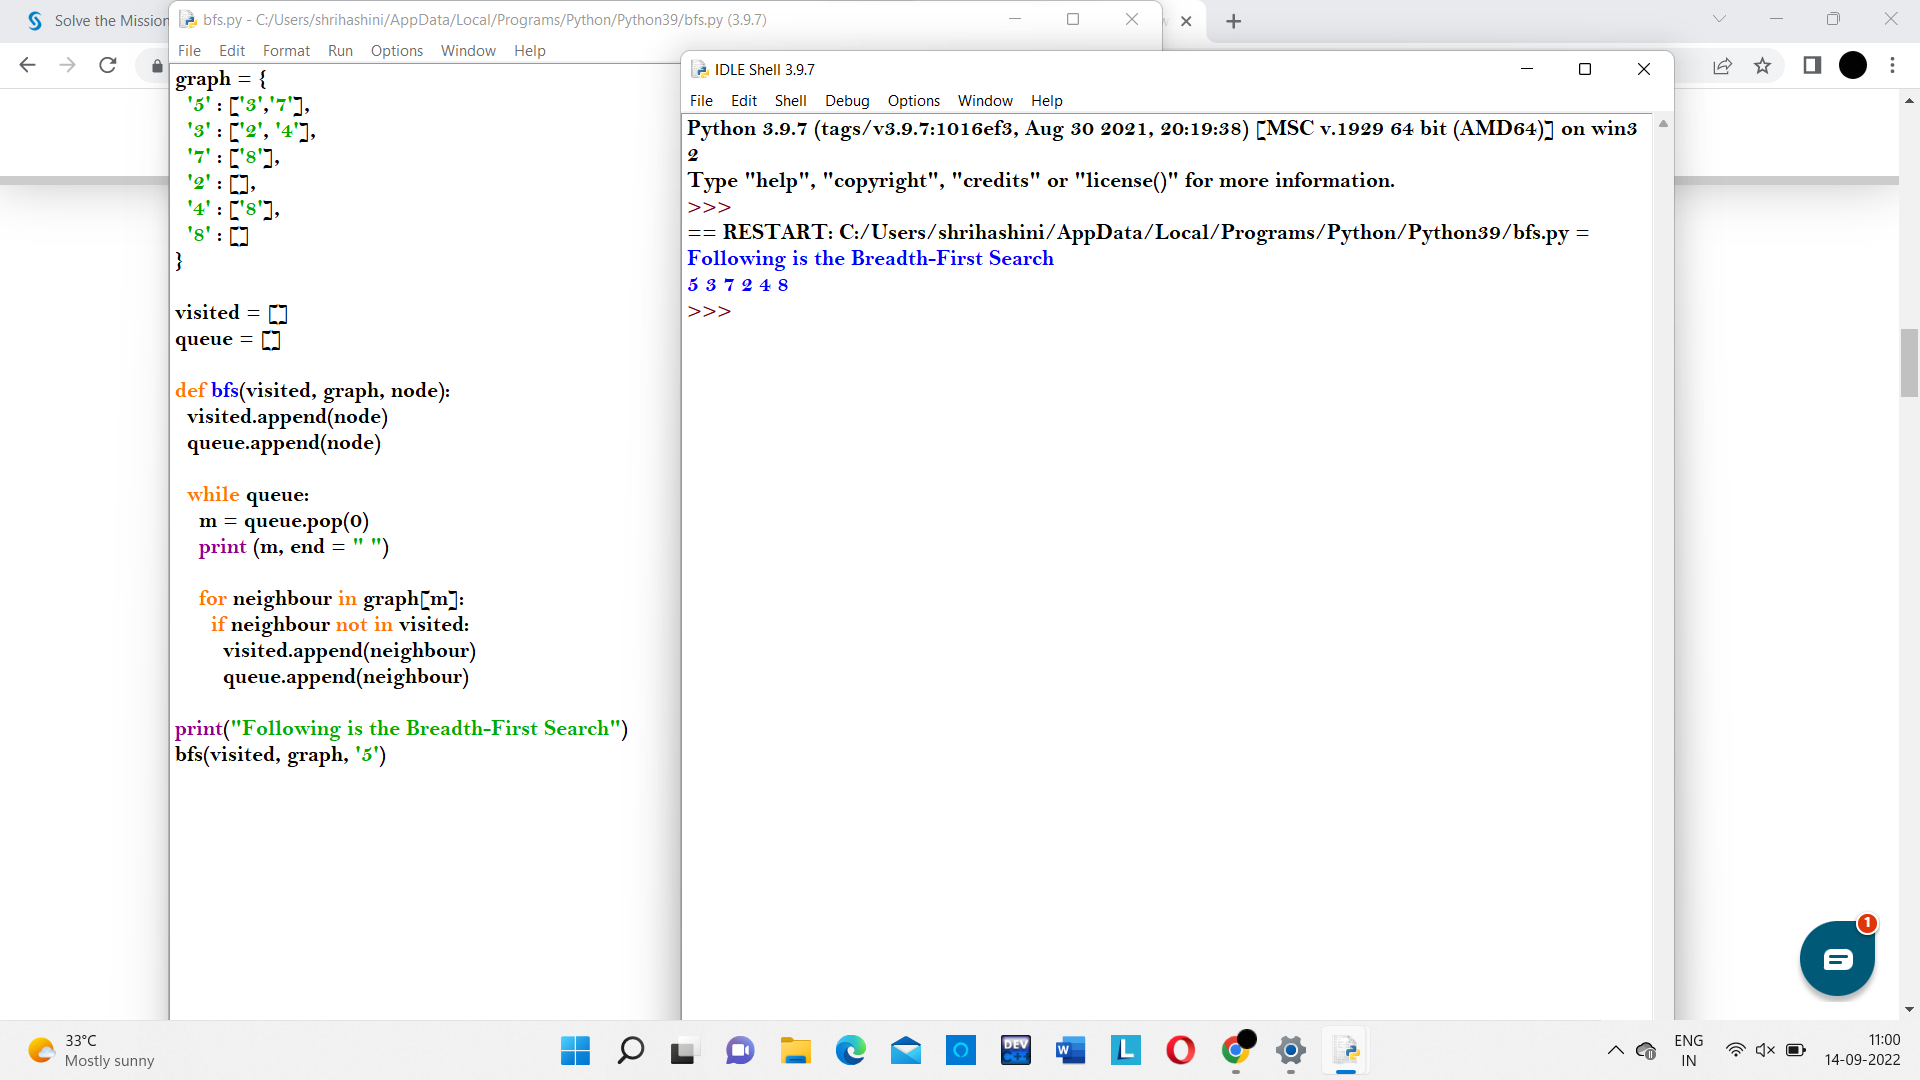 Solve the Mission
bfs.py - C:/Users/shrihashini/AppData/Local/Programs/Python/Python39/bfs.py (3.9.7)
File Edit Format Run Options Window Help
graph = {
'5' : ['3','7'],
'3' : ['2', '4'],
'7' : ['8'],
'2' : [],
'4' : ['8'],
'8' : []
}
visited = []
queue = []
def bfs(visited, graph, node):
visited.append(node)
queue.append(node)
while queue:
m = queue.pop(0)
print (m, end = " ")
for neighbour in graph[m]:
if neighbour not in visited:
visited.append(neighbour)
queue.append(neighbour)
print("Following is the Breadth-First Search")
bfs(visited, graph, '5')
IDLE Shell 3.9.7
File Edit Shell Debug Options Window Help
Python 3.9.7 (tags/v3.9.7:1016ef3, Aug 30 2021, 20:19:38) [MSC v.1929 64 bit (AMD64)] on win3
2
Type "help", "copyright", "credits" or "license()" for more information.
>>>
== RESTART: C:/Users/shrihashini/AppData/Local/Programs/Python/Python39/bfs.py =
Following is the Breadth-First Search
5 3 7 2 4 8
>>>
1
33°C
Mostly sunny
DEV
C++
W
L
ENG
IN
11:00
14-09-2022